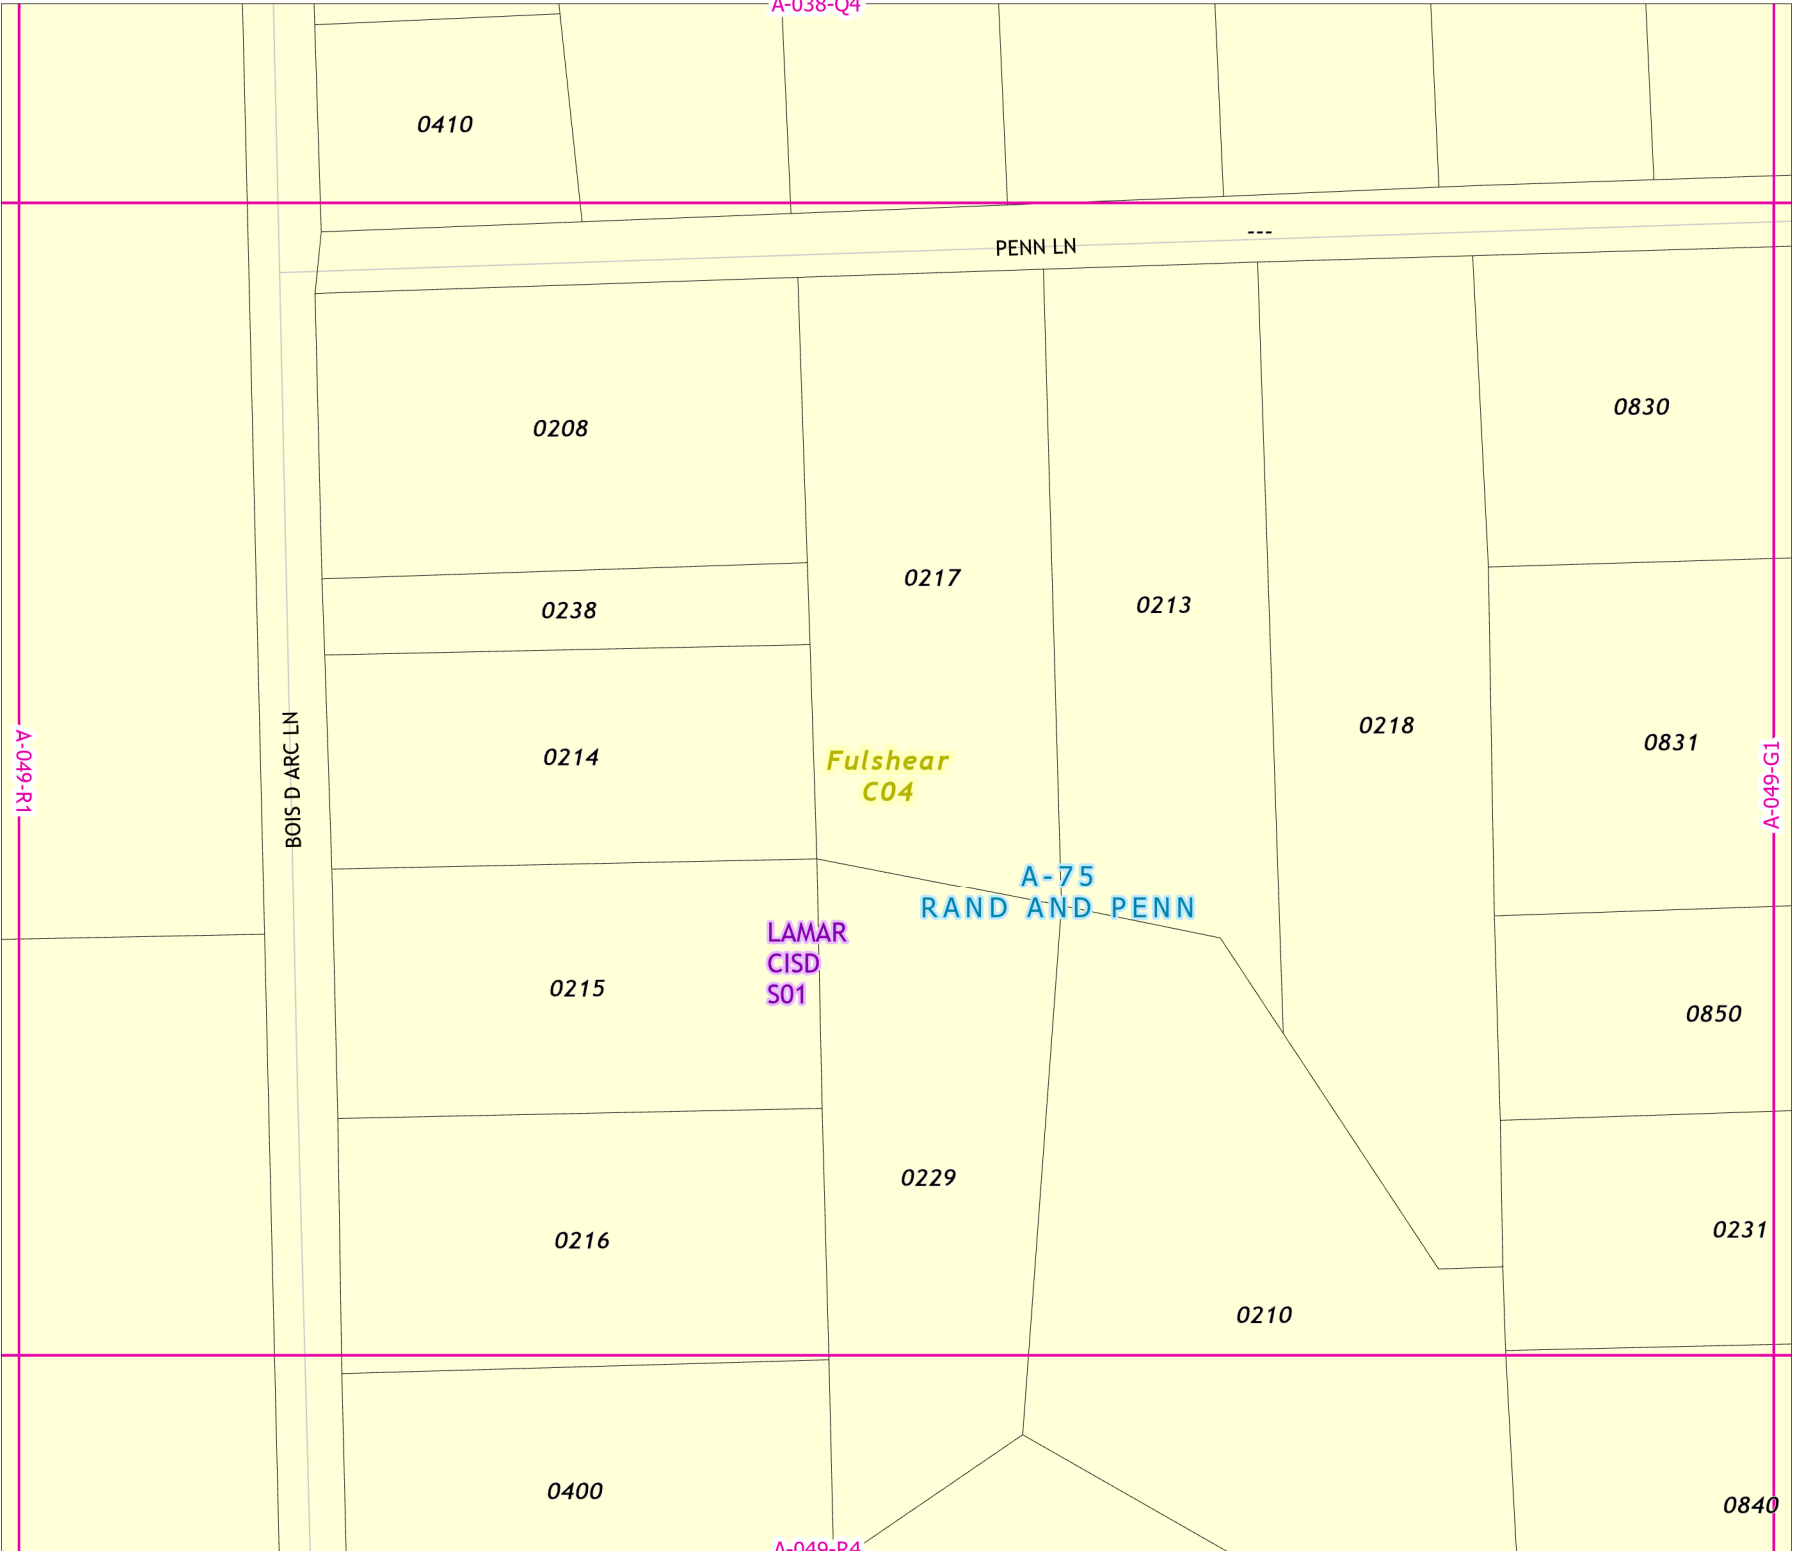 A-038-Q4
0410
---
PENN LN
0830
0208
0217
0213
0238
0218
0831
A-049-R1
BOIS D ARC LN
0214
Fulshear
C04
A-049-G1
A-75
RAND AND PENN
LAMAR
CISD
S01
0215
0850
0229
0231
0216
0210
0400
0840
A-049-R4